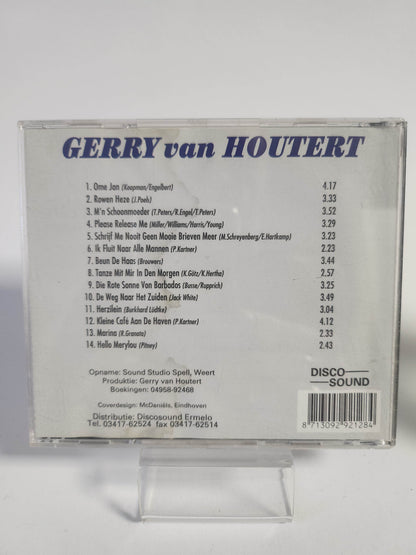 GERRY van HOUTERT
1. Ome Jan (Koopman/Engelbert) 4.17
2. Rowen Heze (J.Poels) 3.33
3. M'n Schoonmoeder (T.Peters/R.Engel/T.Peters) 3.52
4. Please Release Me (Miller/Williams/Harris/Young) 3.29
5. Schrijf Me Nooit Geen Mooie Brieven Meer (M.Schreyenberg/E.Hartkamp) 3.23
6. Ik Fluit Naar Alle Mannen (P.Kartner) 2.23
7. Beun De Haas (Brouwers) 3.44
8. Tanze Mit Mir In Den Morgen (K.Götz/K.Hertha) 2.57
9. Die Rote Sonne Von Barbados (Busse/Rupprich) 3.25
10. De Weg Naar Het Zuiden (Jack White) 3.49
11. Herzilein (Burkhard Lüdtke) 3.04
12. Kleine Café Aan De Haven (P.Kartner) 4.12
13. Marina (R.Granata) 2.33
14. Hello Merylou (Pitney) 2.43
Opname: Sound Studio Spell, Weert
Produktie: Gerry van Houtert
Boekingen: 04958-92468
Coverdesign: McDaniëls, Eindhoven
Distributie: Discosound Ermelo
Tel. 03417-62524 fax 03417-62514
DISCO
SOUND
8 713092 921284